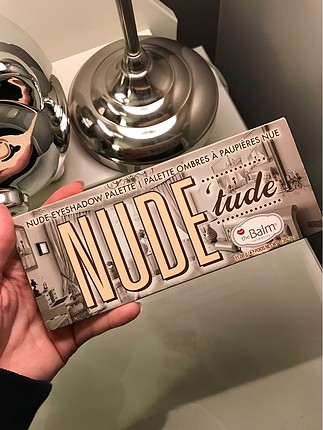 NUDE EYESHADOW PALETTE | PALETTE OMBRES À PAUPIÈRES NUE
NUDE 'tude
theBalm